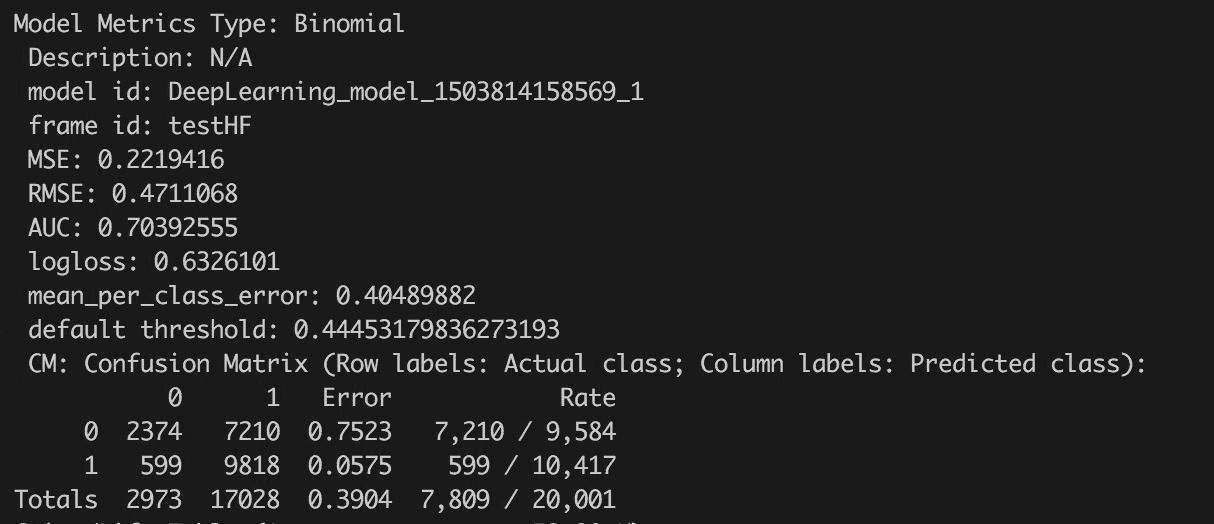 Model Metrics Type: Binomial
Description: N/A
model id: DeepLearning_model_1503814158569_1
frame id: testHF
MSE: 0.2219416
RMSE: 0.4711068
AUC: 0.70392555
logloss: 0.6326101
mean_per_class_error: 0.40489882
default threshold: 0.44453179836273193
CM: Confusion Matrix (Row labels: Actual class; Column labels: Predicted class):
0 1 Error Rate
0 2374 7210 0.7523 7,210 / 9,584
1 599 9818 0.0575 599 / 10,417
Totals 2973 17028 0.3904 7,809 / 20,001